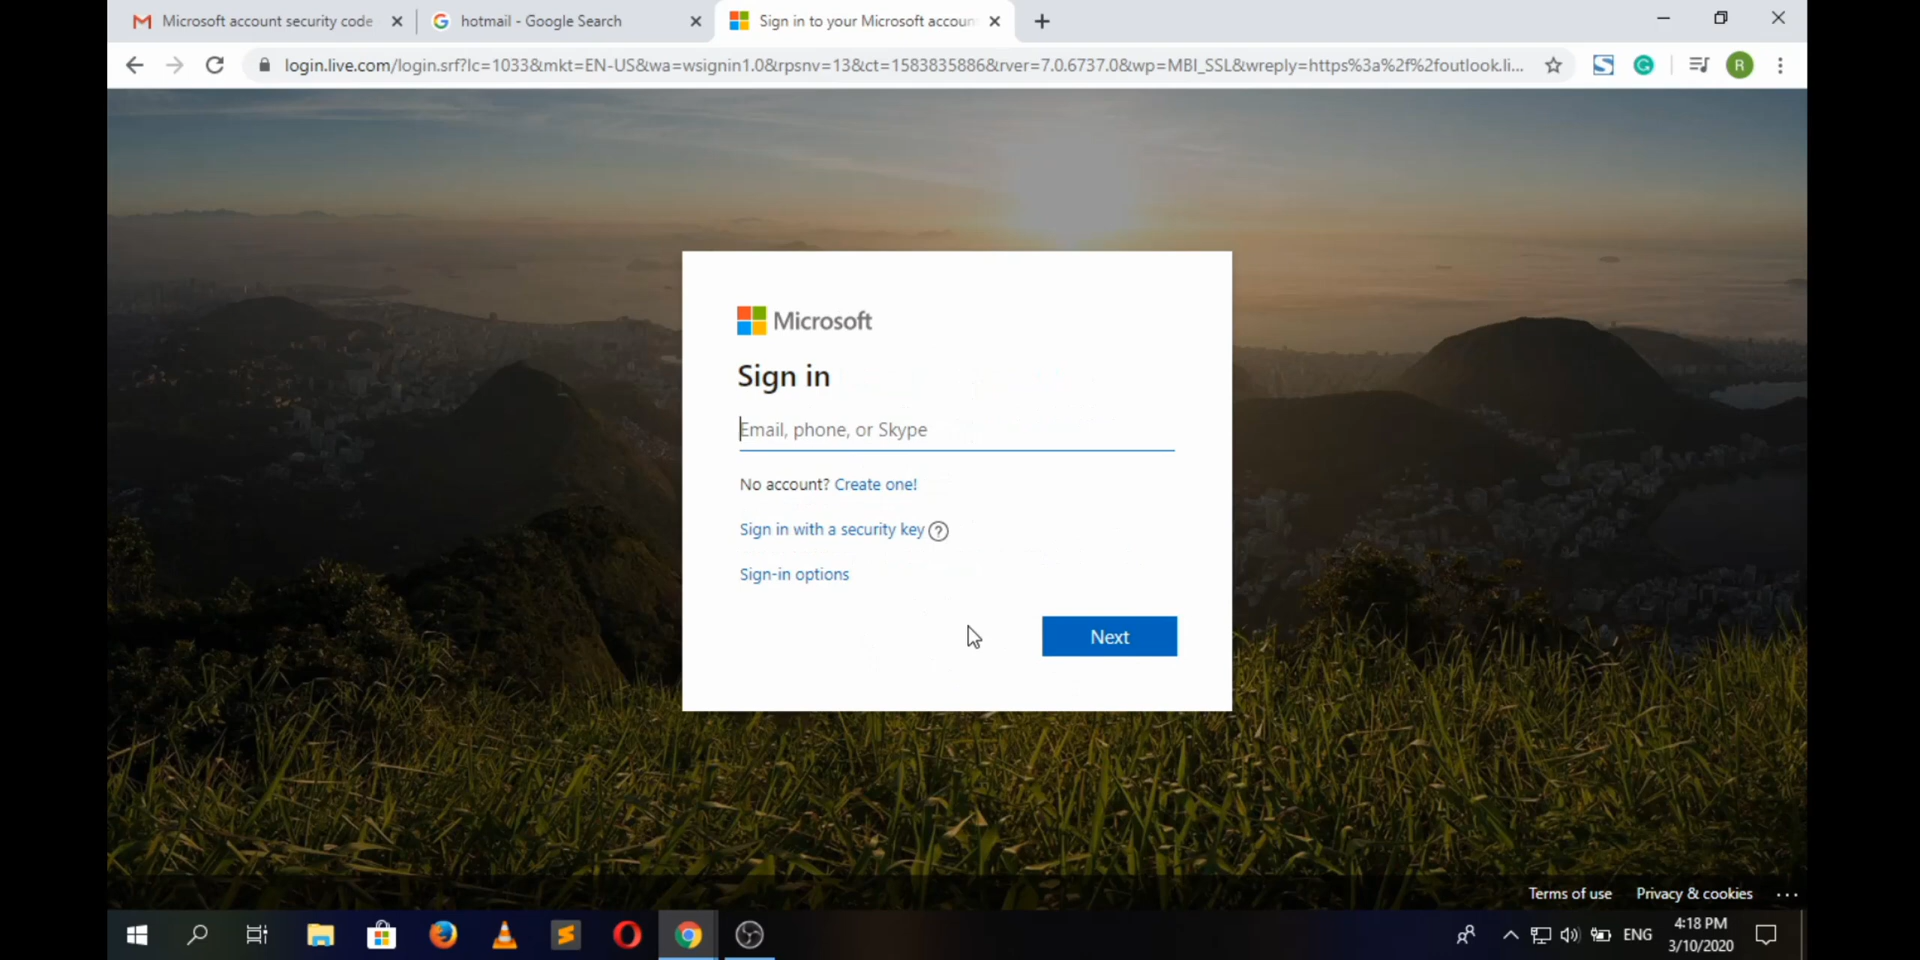 Microsoft account security code
hotmail - Google Search
Sign in to your Microsoft accoun
login.live.com/login.srf?lc=1033&mkt=EN-US&wa=wsignin1.0&rpsnv=13&ct=1583835886&rver=7.0.6737.0&wp=MBI_SSL&wreply=https%3a%2f%2foutlook.li...
R
Microsoft
Sign in
Email, phone, or Skype
No account? Create one!
Sign in with a security key
Sign-in options
Next
Terms of use
Privacy & cookies
ENG
4:18 PM
3/10/2020